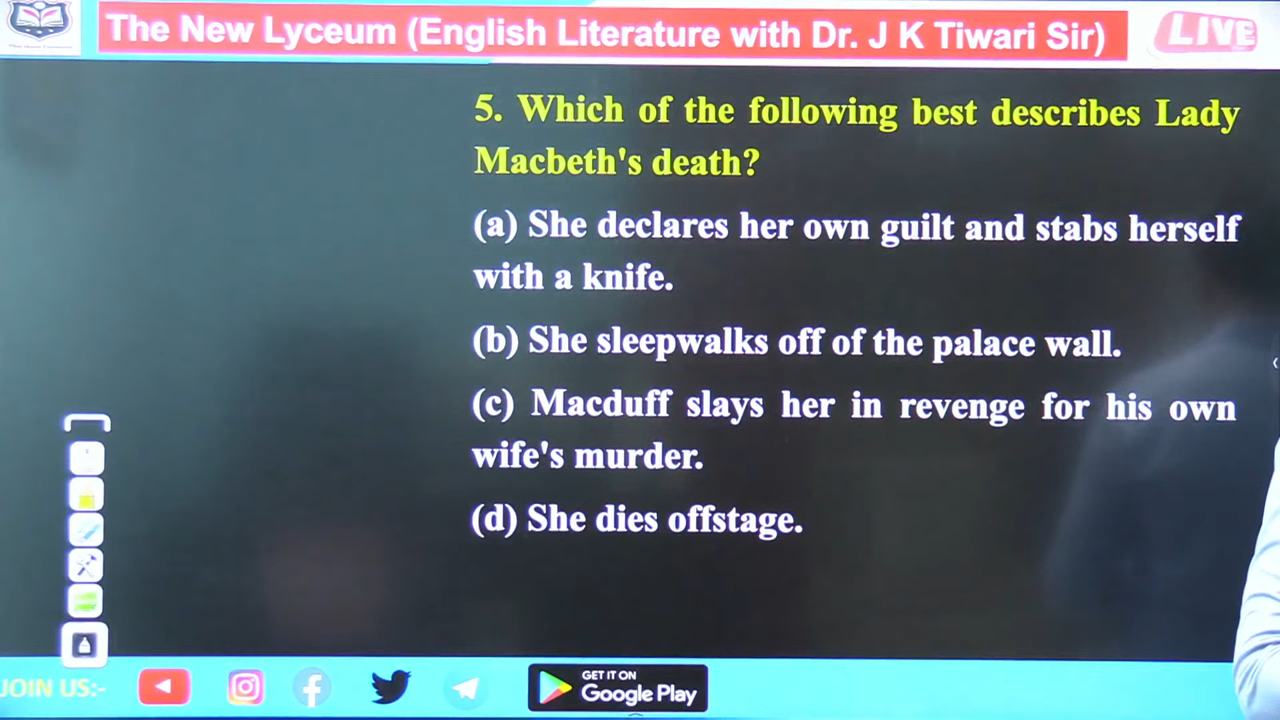 The New Lyceum (English Literature with Dr. J K Tiwari Sir)
LIVE
5. Which of the following best describes Lady
Macbeth's death?
(a) She declares her own guilt and stabs herself
with a knife.
(b) She sleepwalks off of the palace wall.
(c) Macduff slays her in revenge for his own
wife's murder.
(d) She dies offstage.
JOIN US:-
GET IT ON
Google Play